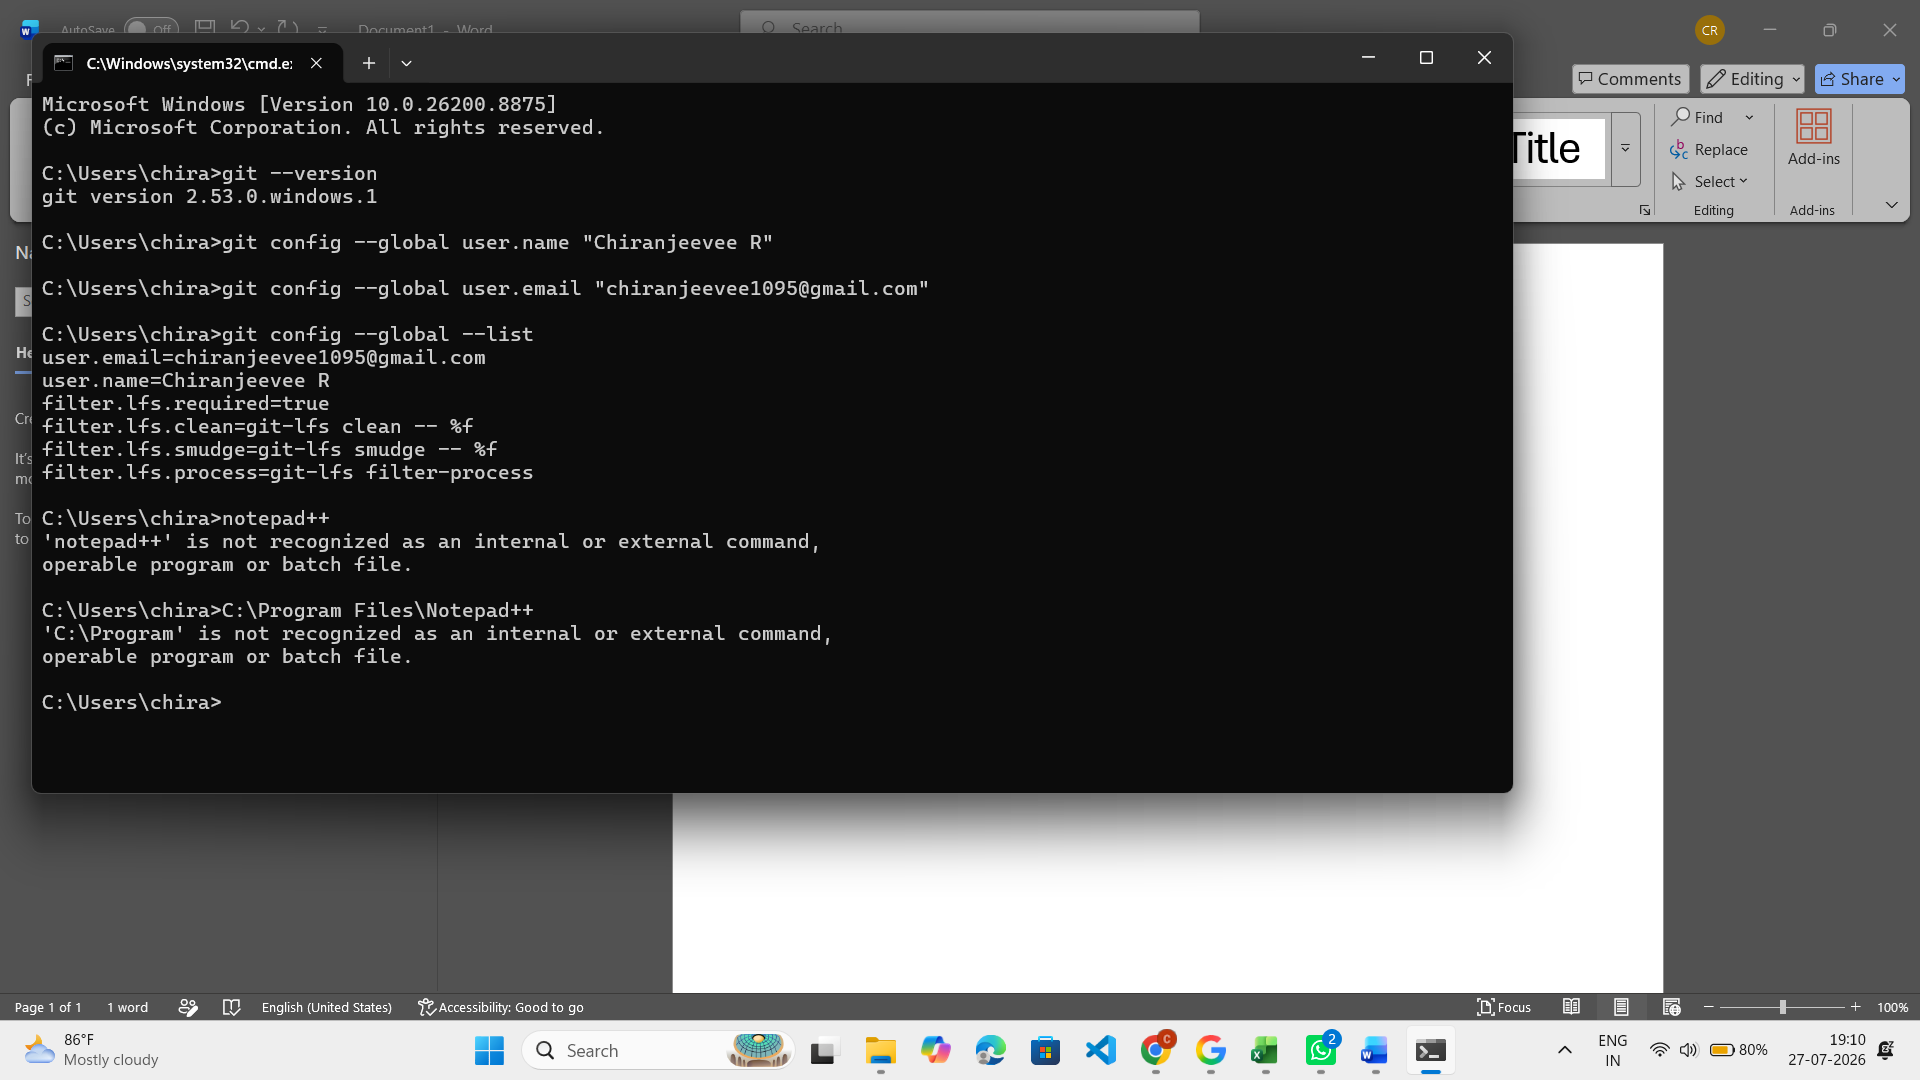 AutoSave Off Document1 - Word Search CR
C:\Windows\system32\cmd.e
Comments Editing Share
Microsoft Windows [Version 10.0.26200.8875]
(c) Microsoft Corporation. All rights reserved.
C:\Users\chira>git --version
git version 2.53.0.windows.1
C:\Users\chira>git config --global user.name "Chiranjeevee R"
C:\Users\chira>git config --global user.email "chiranjeevee1095@gmail.com"
C:\Users\chira>git config --global --list
user.email=chiranjeevee1095@gmail.com
user.name=Chiranjeevee R
filter.lfs.required=true
filter.lfs.clean=git-lfs clean -- %f
filter.lfs.smudge=git-lfs smudge -- %f
filter.lfs.process=git-lfs filter-process
C:\Users\chira>notepad++
'notepad++' is not recognized as an internal or external command,
operable program or batch file.
C:\Users\chira>C:\Program Files\Notepad++
'C:\Program' is not recognized as an internal or external command,
operable program or batch file.
C:\Users\chira>
Title
Find
Replace
Select
Editing
Add-ins
Add-ins
Page 1 of 1 1 word English (United States) Accessibility: Good to go Focus 100%
86°F
Mostly cloudy
Search
C
2
ENG
IN
80%
19:10
27-07-2026